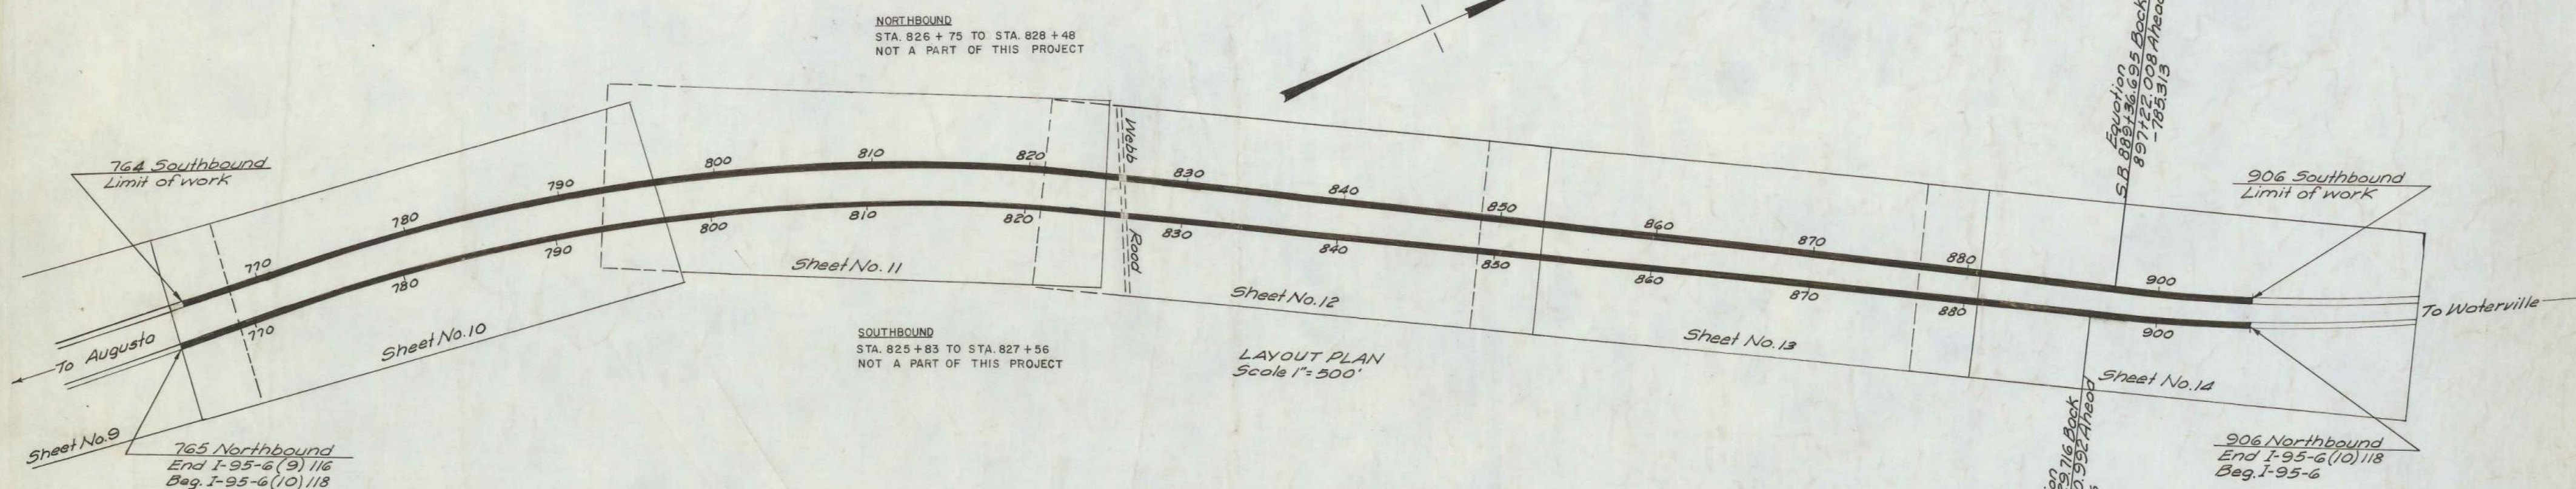 NORTHBOUND
STA. 826 + 75 TO STA. 828 + 48
NOT A PART OF THIS PROJECT
Equation
S.B. 889+36.695 Back
897+22.008 Ahead
-785.313
764 Southbound
Limit of work
906 Southbound
Limit of work
770
780
790
800
810
820
830
840
850
860
870
880
900
770
780
790
800
810
820
830
840
850
860
870
880
900
Webb Road
To Augusta
To Waterville
Sheet No.9
Sheet No.10
Sheet No.11
Sheet No.12
Sheet No.13
Sheet No.14
765 Northbound
End I-95-6(9)116
Beg. I-95-6(10)118
SOUTHBOUND
STA. 825+83 TO STA. 827+56
NOT A PART OF THIS PROJECT
LAYOUT PLAN
Scale 1"=500'
Back
Ahead
906 Northbound
End I-95-6(10)118
Beg. I-95-6